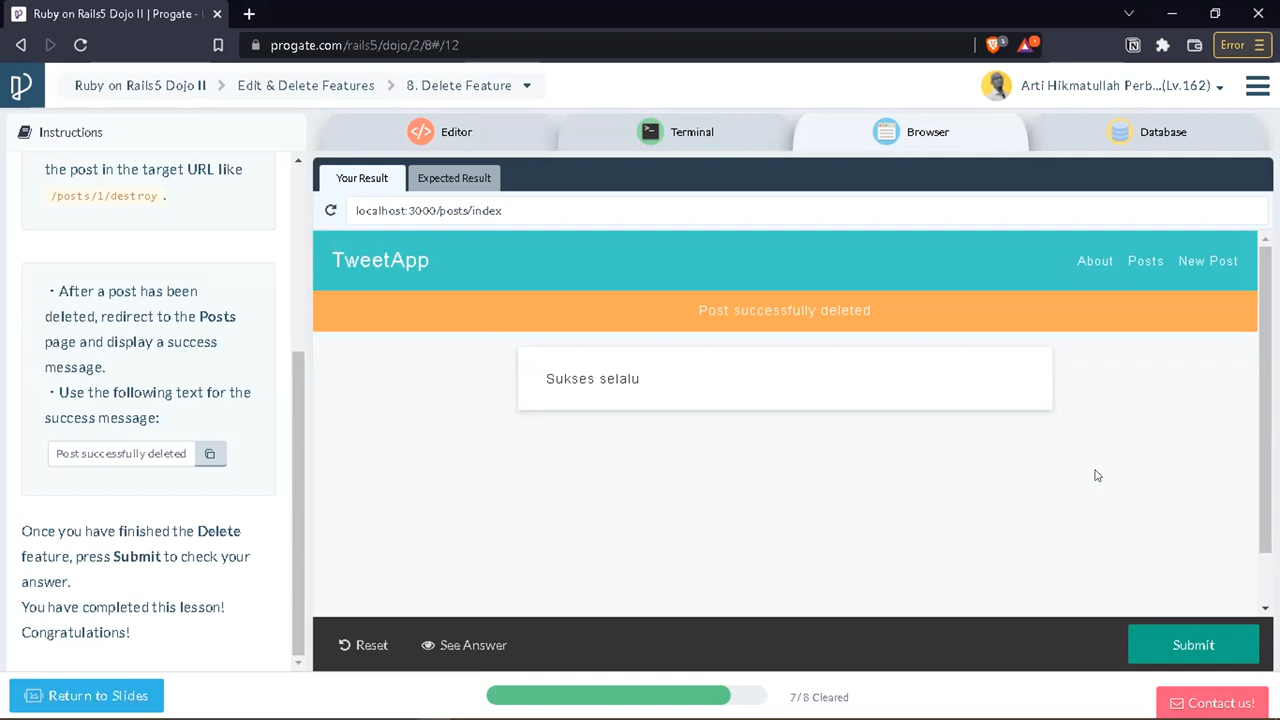 Ruby on Rails5 Dojo II | Progate -
progate.com/rails5/dojo/2/8#/12
Error
Ruby on Rails5 Dojo II
Edit & Delete Features
8. Delete Feature
Arti Hikmatullah Perb...(Lv.162)
Instructions
Editor
Terminal
Browser
Database
the post in the target URL like
/posts/1/destroy .
・After a post has been
deleted, redirect to the Posts
page and display a success
message.
・Use the following text for the
success message:
Post successfully deleted
Once you have finished the Delete
feature, press Submit to check your
answer.
You have completed this lesson!
Congratulations!
Your Result
Expected Result
localhost:3000/posts/index
TweetApp
About
Posts
New Post
Post successfully deleted
Sukses selalu
Reset
See Answer
Submit
Return to Slides
7/8 Cleared
Contact us!